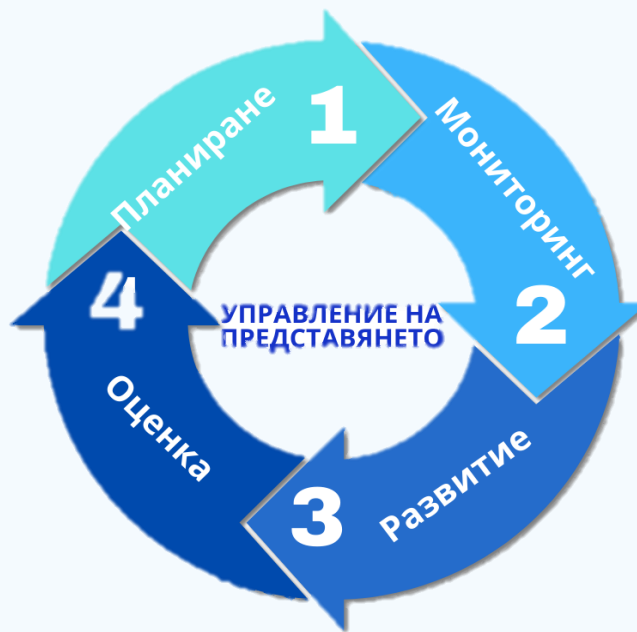 Планиране
1
Мониторинг
2
УПРАВЛЕНИЕ НА
ПРЕДСТАВЯНЕТО
Развитие
3
Оценка
4